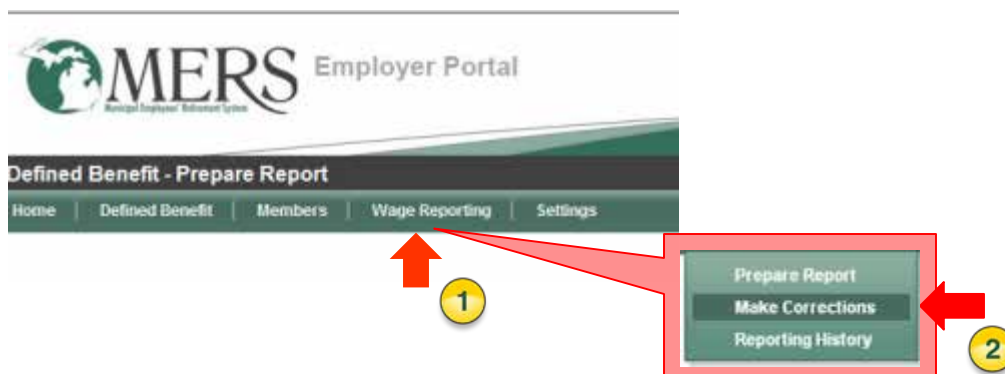 MERS Employer Portal
Municipal Employees' Retirement System
Defined Benefit - Prepare Report
Home | Defined Benefit | Members | Wage Reporting | Settings
1
Prepare Report
Make Corrections
Reporting History
2